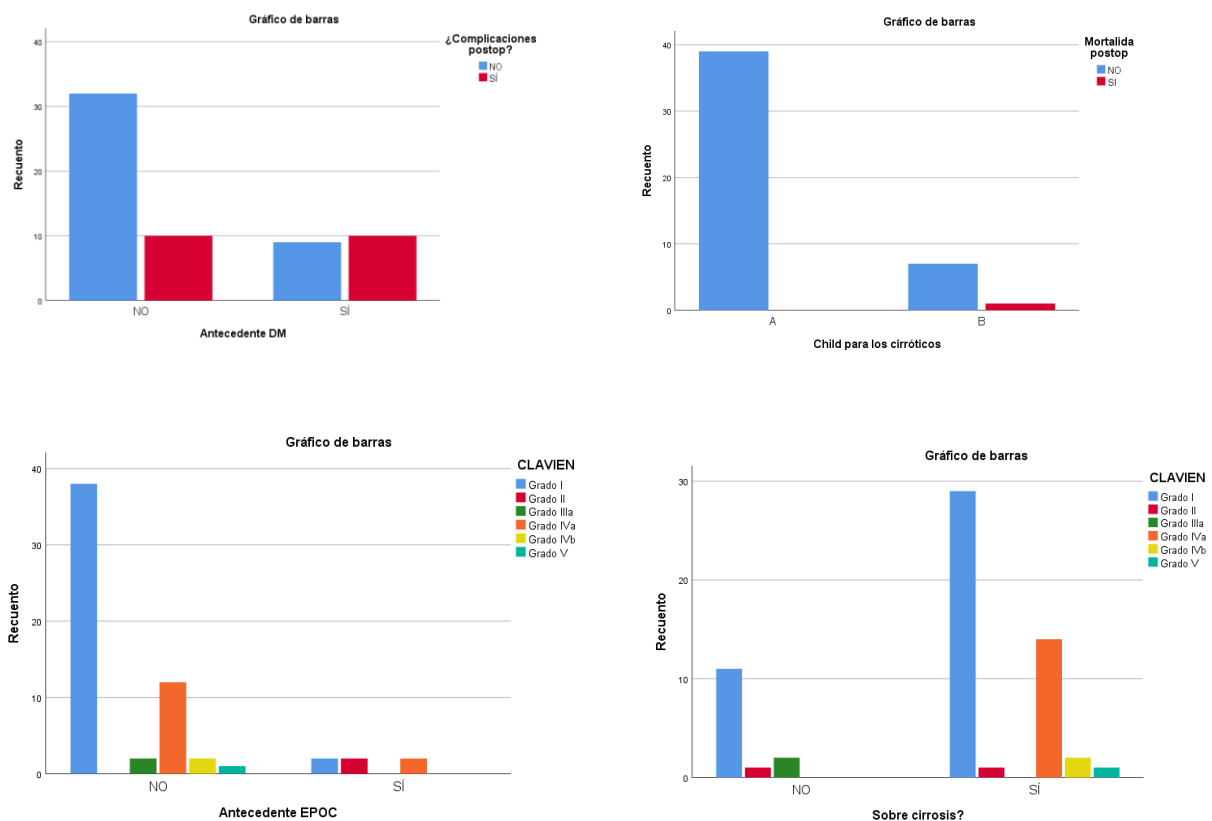 Gráfico de barras
¿Complicaciones
postop?
NO
SÍ
40
30
20
10
0
Recuento
NO
SÍ
Antecedente DM
Gráfico de barras
Mortalida
postop
NO
SI
40
30
20
10
0
Recuento
A
B
Child para los cirróticos
Gráfico de barras
CLAVIEN
Grado I
Grado II
Grado IIIa
Grado IVa
Grado IVb
Grado V
40
30
20
10
0
Recuento
NO
SÍ
Antecedente EPOC
Gráfico de barras
CLAVIEN
Grado I
Grado II
Grado IIIa
Grado IVa
Grado IVb
Grado V
30
20
10
0
Recuento
NO
SÍ
Sobre cirrosis?